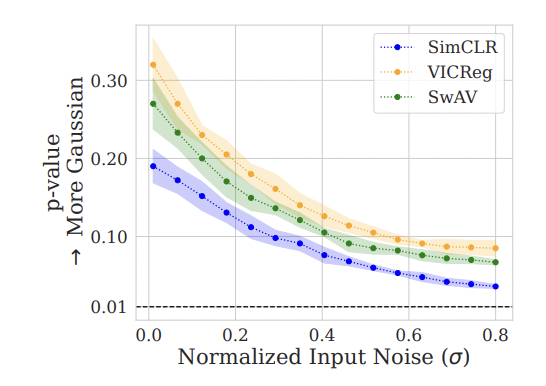 SimCLR
VICReg
SwAV
p-value
→ More Gaussian
0.30
0.20
0.10
0.01
0.0 0.2 0.4 0.6 0.8
Normalized Input Noise (σ)